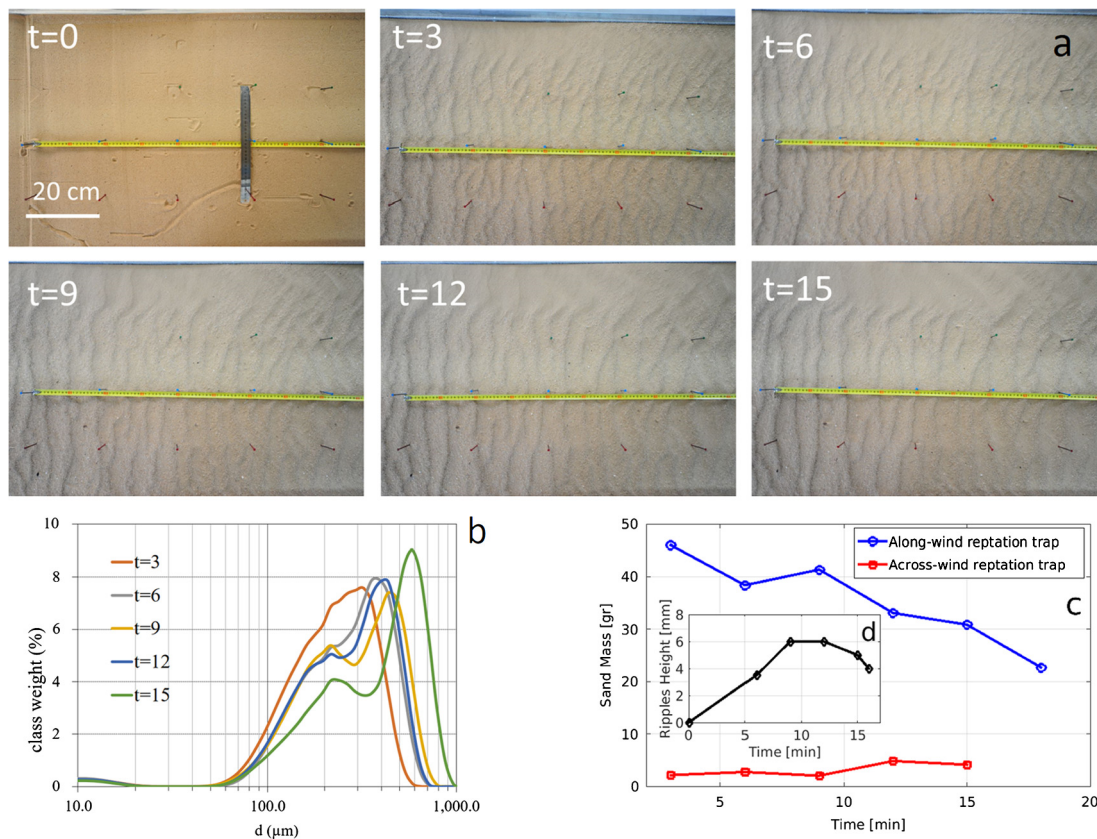 t=0
t=3
t=6
a
20 cm
t=9
t=12
t=15
b
10
8
6
4
2
0
class weight (%)
t=3
t=6
t=9
t=12
t=15
10.0
100.0
1,000.0
d (µm)
c
50
40
30
20
10
0
Sand Mass [gr]
Along-wind reptation trap
Across-wind reptation trap
d
8
6
4
2
0
Ripples Height [mm]
0
5
10
15
Time [min]
5
10
15
20
Time [min]